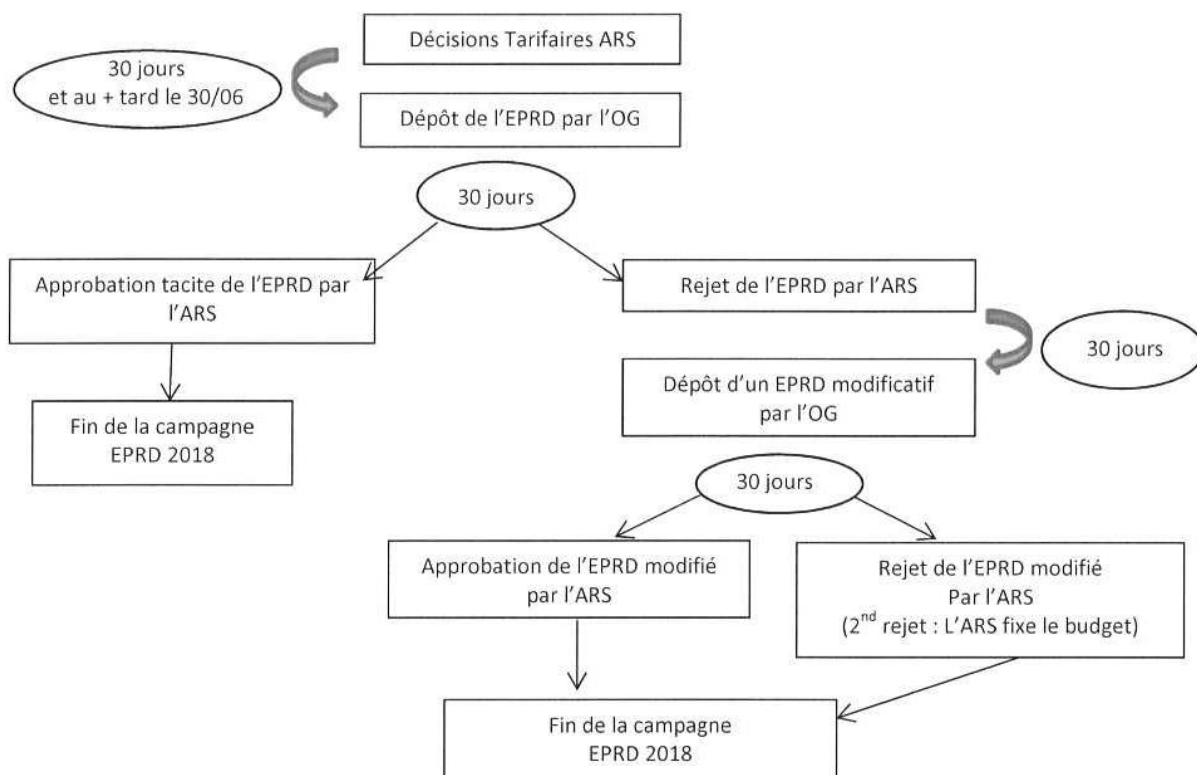 Décisions Tarifaires ARS
30 jours
et au + tard le 30/06
Dépôt de l'EPRD par l'OG
30 jours
Approbation tacite de l'EPRD par
l'ARS
Rejet de l'EPRD par l'ARS
30 jours
Dépôt d'un EPRD modificatif
par l'OG
Fin de la campagne
EPRD 2018
30 jours
Approbation de l'EPRD modifié
par l'ARS
Rejet de l'EPRD modifié
Par l'ARS
(2nd rejet : L'ARS fixe le budget)
Fin de la campagne
EPRD 2018